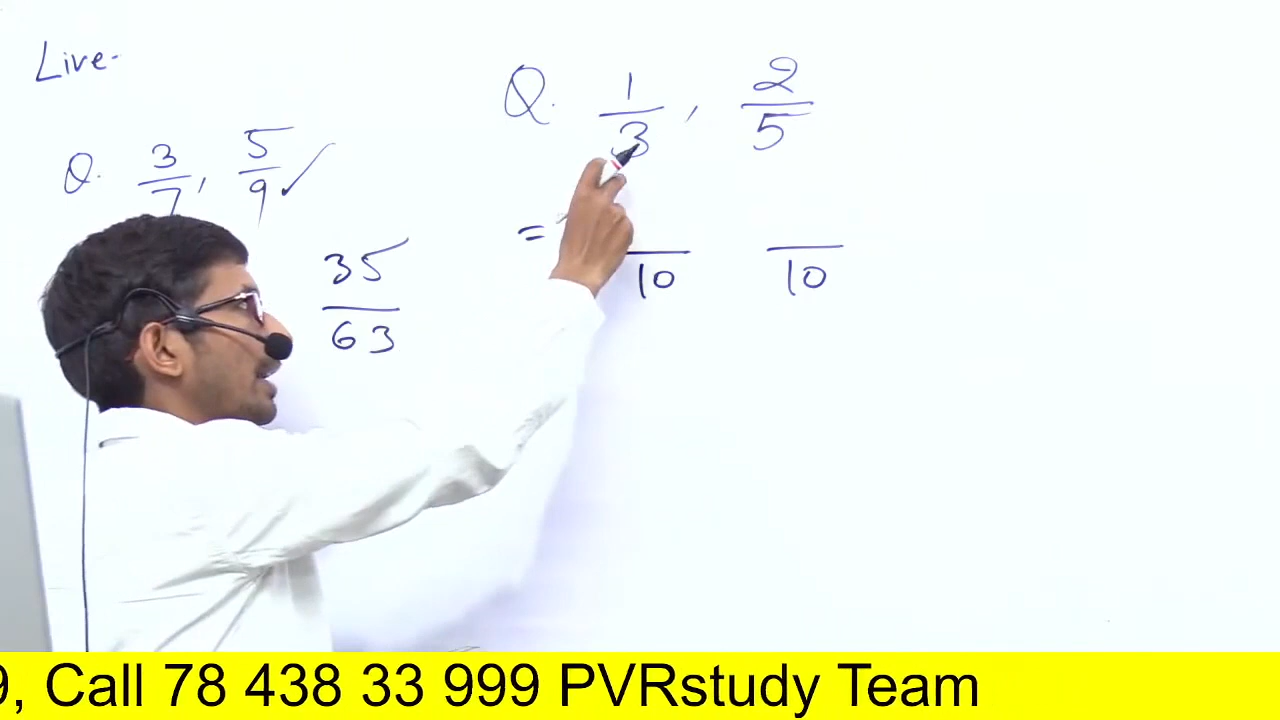 Live-
Q. 3/7, 5/9 ✓
35/63
Q. 1/3, 2/5
= /10 /10
9, Call 78 438 33 999 PVRstudy Team